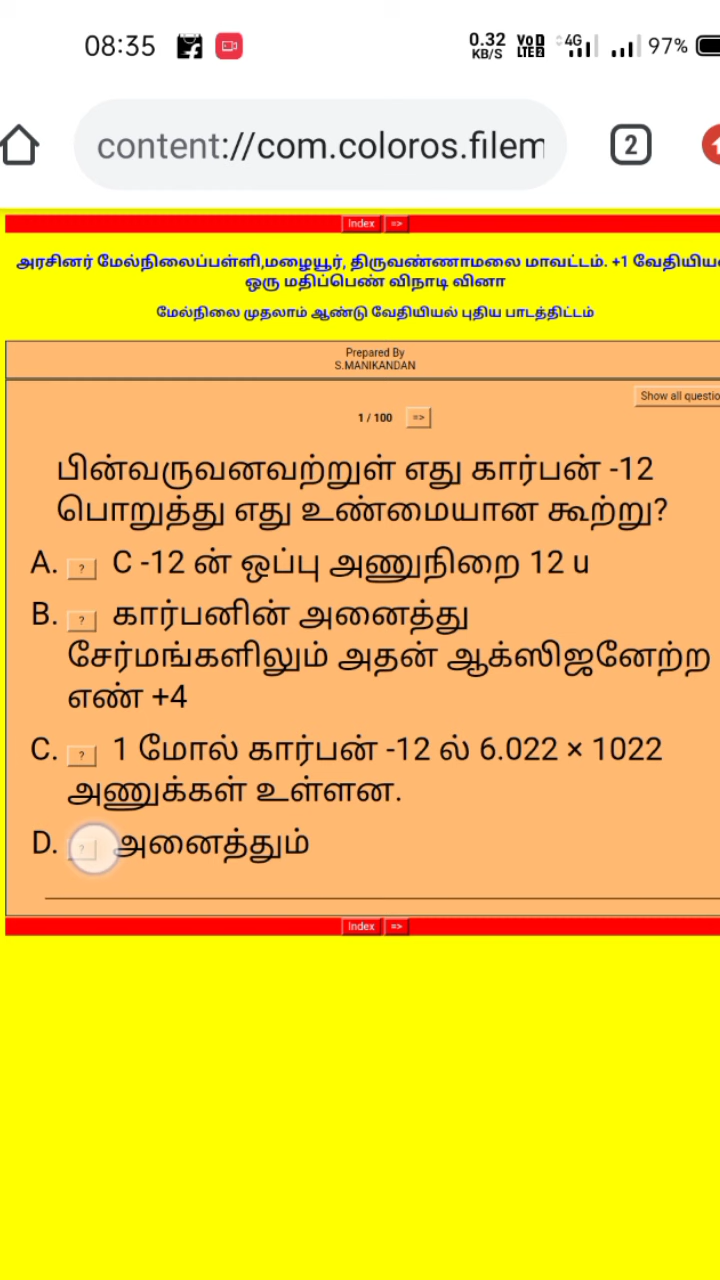 08:35
0.32 KB/S VoD LTE2 4G 97%
content://com.coloros.filem
2
Index =>
அரசினர் மேல்நிலைப்பள்ளி,மழையூர், திருவண்ணாமலை மாவட்டம். +1 வேதியிய
ஒரு மதிப்பெண் விநாடி வினா
மேல்நிலை முதலாம் ஆண்டு வேதியியல் புதிய பாடத்திட்டம்
Prepared By
S.MANIKANDAN
Show all questio
1 / 100 =>
பின்வருவனவற்றுள் எது கார்பன் -12
பொறுத்து எது உண்மையான கூற்று?
A. ? C -12 ன் ஒப்பு அணுநிறை 12 u
B. ? கார்பனின் அனைத்து
சேர்மங்களிலும் அதன் ஆக்ஸிஜனேற்ற
எண் +4
C. ? 1 மோல் கார்பன் -12 ல் 6.022 × 1022
அணுக்கள் உள்ளன.
D. ? அனைத்தும்
Index =>